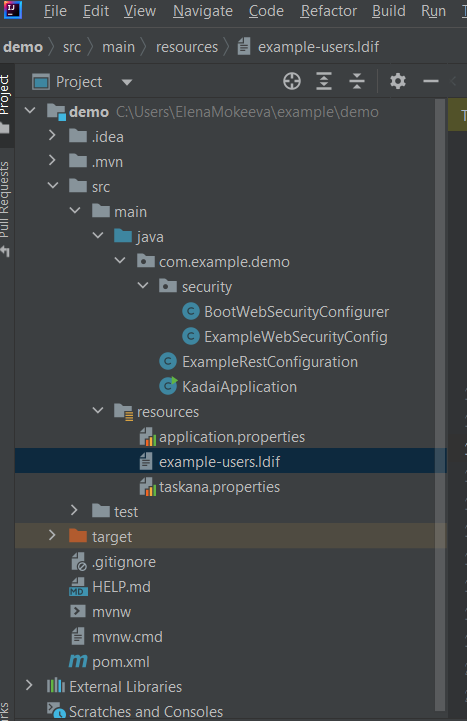 File Edit View Navigate Code Refactor Build Run
demo src main resources example-users.ldif
Project
Project
demo C:\Users\ElenaMokeeva\example\demo
.idea
.mvn
Pull Requests
src
main
java
com.example.demo
security
BootWebSecurityConfigurer
ExampleWebSecurityConfig
ExampleRestConfiguration
KadaiApplication
resources
application.properties
example-users.ldif
taskana.properties
test
target
.gitignore
HELP.md
mvnw
mvnw.cmd
pom.xml
External Libraries
Scratches and Consoles